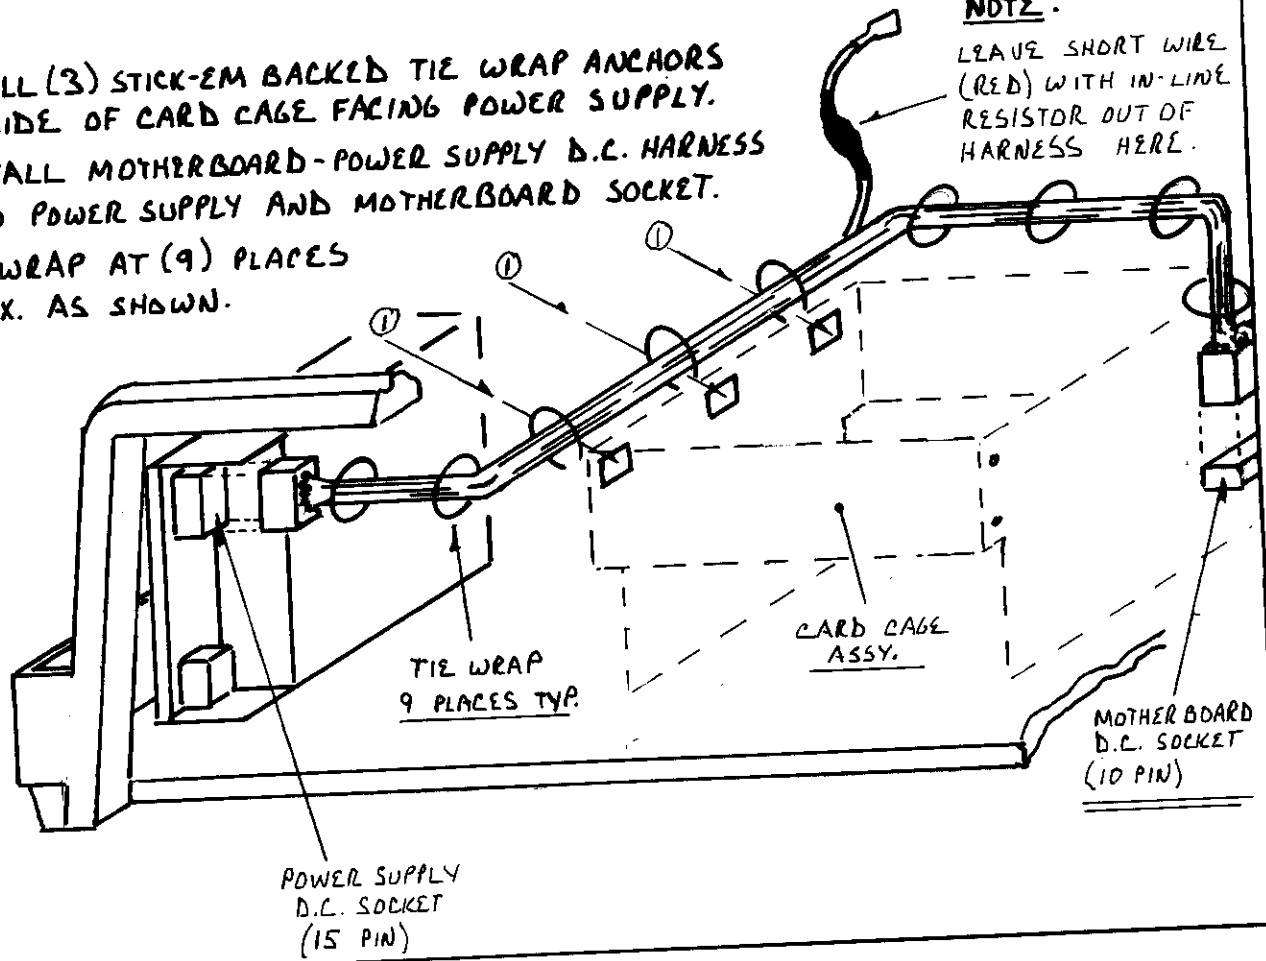 LL (3) STICK-EM BACKED TIE WRAP ANCHORS
IDE OF CARD CAGE FACING POWER SUPPLY.
ALL MOTHERBOARD-POWER SUPPLY D.C. HARNESS
POWER SUPPLY AND MOTHERBOARD SOCKET.
WRAP AT (9) PLACES
X. AS SHOWN.
NOTE.
LEAVE SHORT WIRE
(RED) WITH IN-LINE
RESISTOR OUT OF
HARNESS HERE.
1
1
1
TIE WRAP
9 PLACES TYP.
CARD CAGE
ASSY.
MOTHERBOARD
D.C. SOCKET
(10 PIN)
POWER SUPPLY
D.C. SOCKET
(15 PIN)